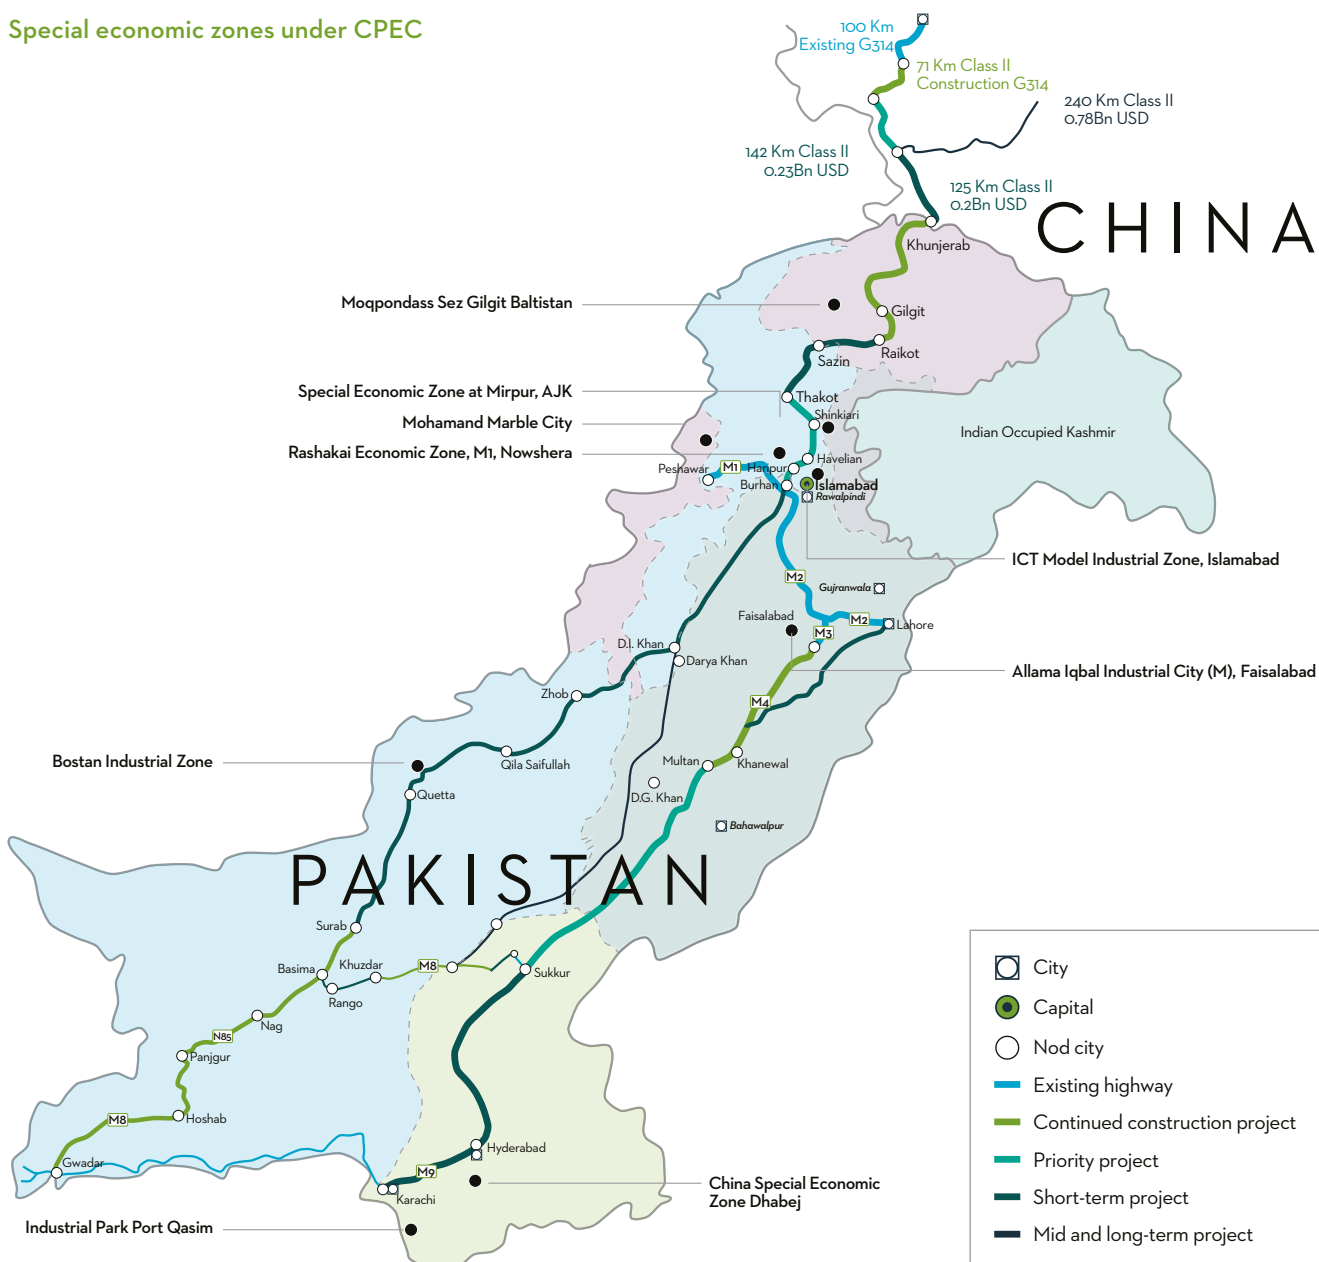 Special economic zones under CPEC
100 Km
Existing G314
71 Km Class II
Construction G314
240 Km Class II
0.78Bn USD
142 Km Class II
0.23Bn USD
125 Km Class II
0.2Bn USD
CHINA
Khunjerab
Moqpondass Sez Gilgit Baltistan
Gilgit
Raikot
Sazin
Special Economic Zone at Mirpur, AJK
Thakot
Shinkiari
Mohamand Marble City
Indian Occupied Kashmir
Rashakai Economic Zone, M1, Nowshera
Peshawar
M1
Haripur
Havelian
Burhan
Islamabad
Rawalpindi
ICT Model Industrial Zone, Islamabad
M2
Gujranwala
Faisalabad
M2
Lahore
M3
D.I. Khan
Darya Khan
Allama Iqbal Industrial City (M), Faisalabad
Zhob
M4
Bostan Industrial Zone
Qila Saifullah
Multan
Khanewal
Quetta
D.G. Khan
Bahawalpur
PAKISTAN
Surab
Basima
Khuzdar
M8
Sukkur
Rango
Nag
N85
Panjgur
M8
Hoshab
Gwadar
Hyderabad
M9
Karachi
China Special Economic
Zone Dhabej
Industrial Park Port Qasim
City
Capital
Nod city
Existing highway
Continued construction project
Priority project
Short-term project
Mid and long-term project